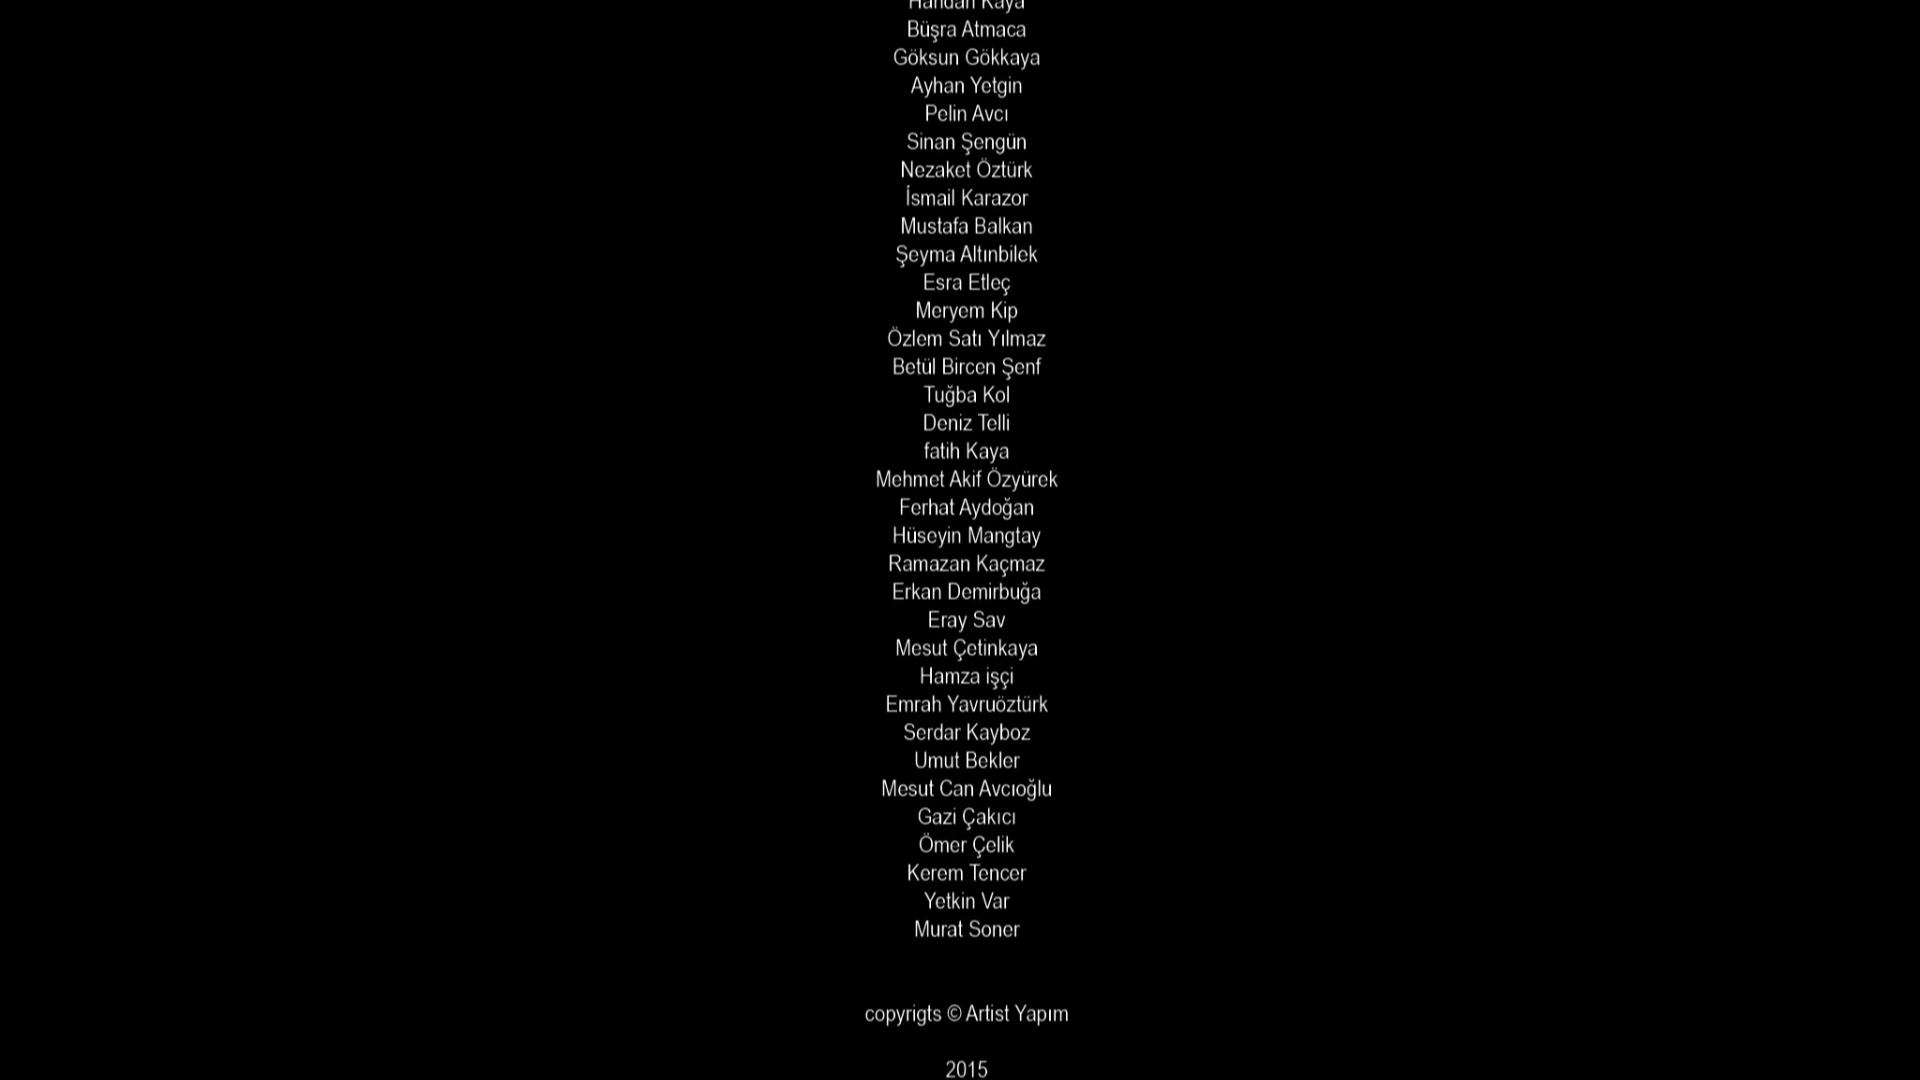 Handan Kaya
Büşra Atmaca
Göksun Gökkaya
Ayhan Yetgin
Pelin Avcı
Sinan Şengün
Nezaket Öztürk
İsmail Karazor
Mustafa Balkan
Şeyma Altınbilek
Esra Etleç
Meryem Kip
Özlem Satı Yılmaz
Betül Bircen Şenf
Tuğba Kol
Deniz Telli
fatih Kaya
Mehmet Akif Özyürek
Ferhat Aydoğan
Hüseyin Mangtay
Ramazan Kaçmaz
Erkan Demirbuğa
Eray Sav
Mesut Çetinkaya
Hamza işçi
Emrah Yavruöztürk
Serdar Kayboz
Umut Bekler
Mesut Can Avcıoğlu
Gazi Çakıcı
Ömer Çelik
Kerem Tencer
Yetkin Var
Murat Soner
copyrigts © Artist Yapım
2015